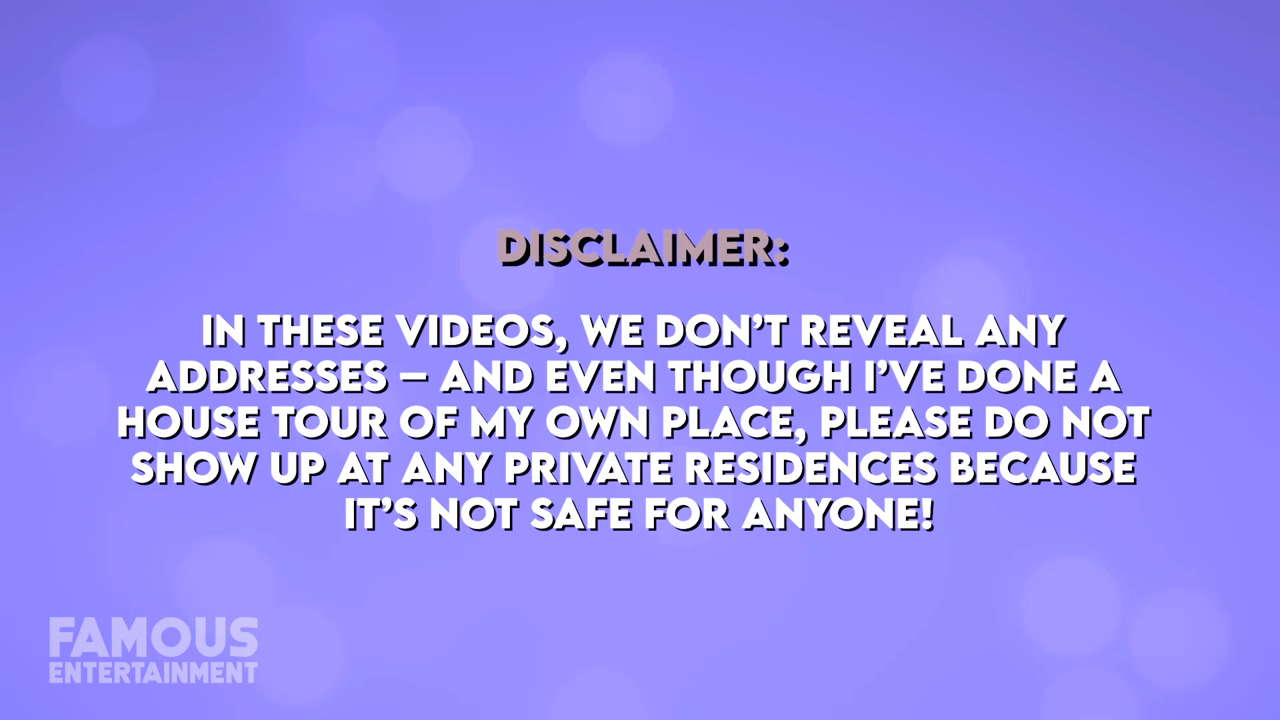 DISCLAIMER:
IN THESE VIDEOS, WE DON’T REVEAL ANY
ADDRESSES – AND EVEN THOUGH I’VE DONE A
HOUSE TOUR OF MY OWN PLACE, PLEASE DO NOT
SHOW UP AT ANY PRIVATE RESIDENCES BECAUSE
IT’S NOT SAFE FOR ANYONE!
FAMOUS
ENTERTAINMENT